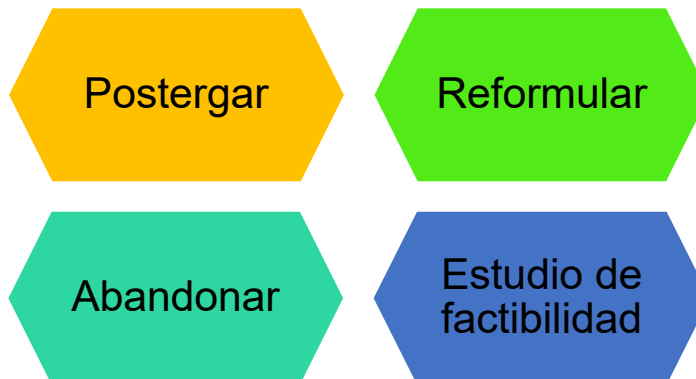 Postergar
Reformular
Abandonar
Estudio de
factibilidad